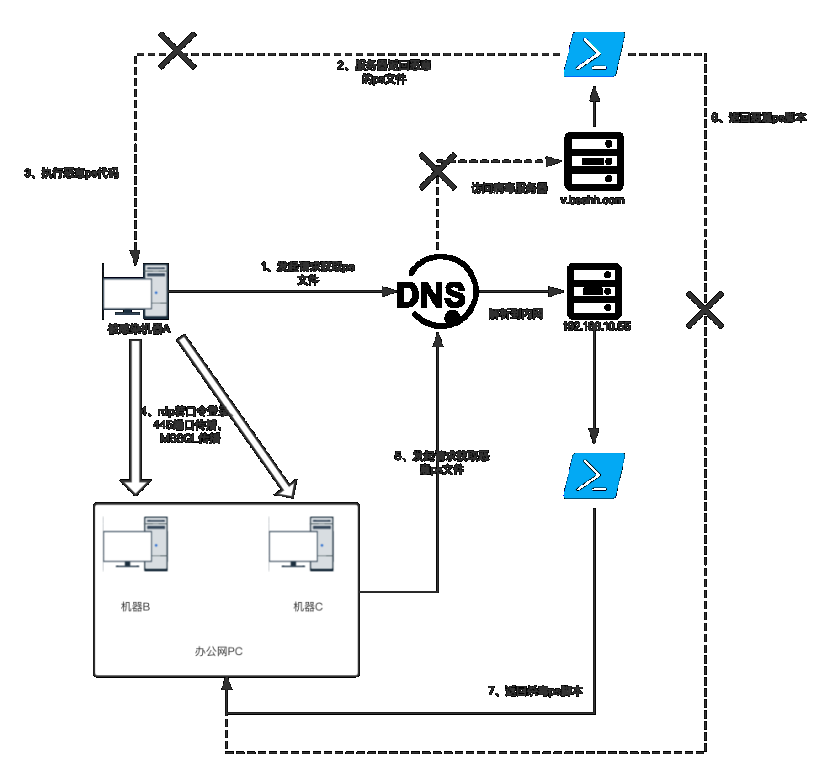 2、服务器返回恶意
的ps文件
6、返回恶意ps脚本
3、执行恶意ps代码
访问病毒服务器
v.beahh.com
1、发起请求获取ps
文件
DNS
解析到内网
192.168.10.55
被感染机器A
4、rdp弱口令登录
445端口传播，
MSSQL传播
5、发起请求获取恶
意ps文件
机器B
机器C
办公网PC
7、返回 ps脚本